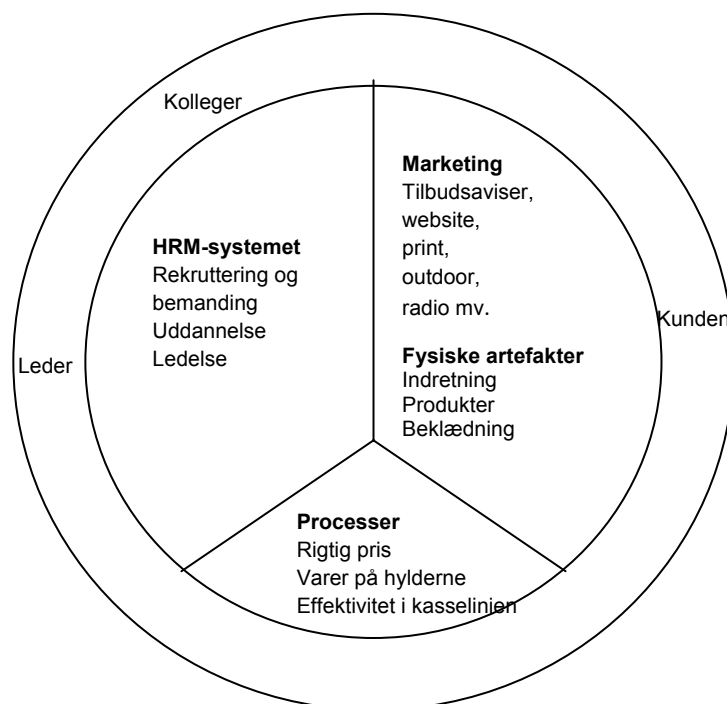 Kolleger
Marketing
Tilbudsaviser,
website,
print,
outdoor,
radio mv.
HRM-systemet
Rekruttering og
bemanding
Uddannelse
Ledelse
Kunden
Leder
Fysiske artefakter
Indretning
Produkter
Beklædning
Processer
Rigtig pris
Varer på hylderne
Effektivitet i kasselinien